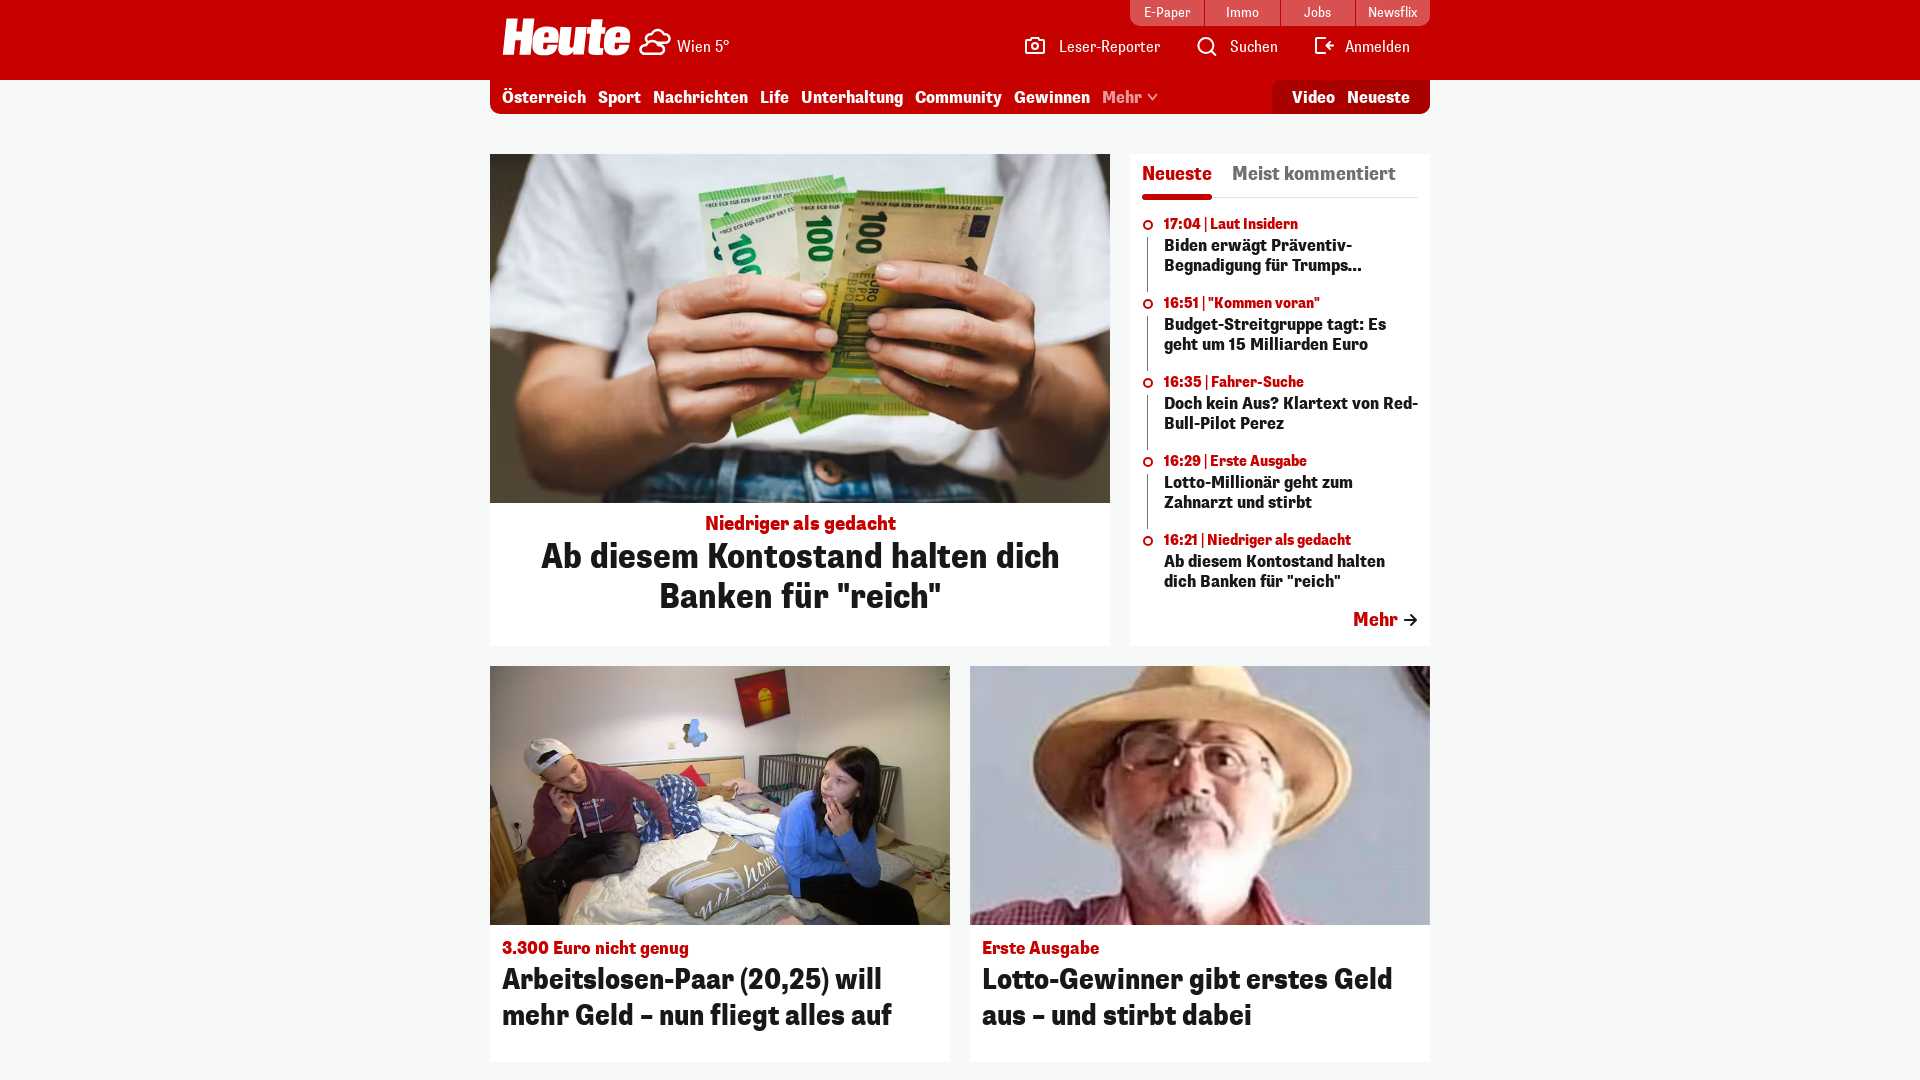 E-Paper
Immo
Jobs
Newsflix
Heute
Wien 5°
Leser-Reporter
Suchen
Anmelden
Österreich Sport Nachrichten Life Unterhaltung Community Gewinnen Mehr
Video Neueste
Niedriger als gedacht
Ab diesem Kontostand halten dich
Banken für "reich"
Neueste
Meist kommentiert
17:04 | Laut Insidern
Biden erwägt Präventiv-
Begnadigung für Trumps...
16:51 | "Kommen voran"
Budget-Streitgruppe tagt: Es
geht um 15 Milliarden Euro
16:35 | Fahrer-Suche
Doch kein Aus? Klartext von Red-
Bull-Pilot Perez
16:29 | Erste Ausgabe
Lotto-Millionär geht zum
Zahnarzt und stirbt
16:21 | Niedriger als gedacht
Ab diesem Kontostand halten
dich Banken für "reich"
Mehr
3.300 Euro nicht genug
Arbeitslosen-Paar (20,25) will
mehr Geld – nun fliegt alles auf
Erste Ausgabe
Lotto-Gewinner gibt erstes Geld
aus – und stirbt dabei